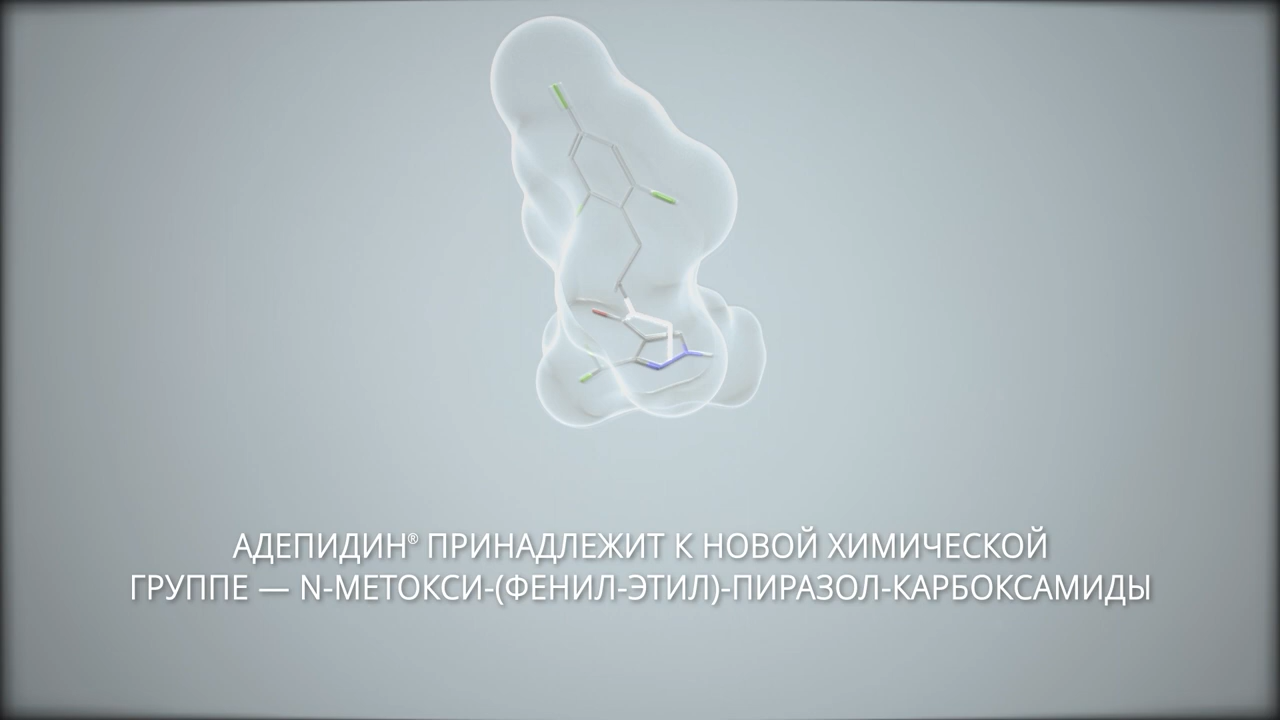 АДЕПИДИН® ПРИНАДЛЕЖИТ К НОВОЙ ХИМИЧЕСКОЙ
ГРУППЕ — N-МЕТОКСИ-(ФЕНИЛ-ЭТИЛ)-ПИРАЗОЛ-КАРБОКСАМИДЫ